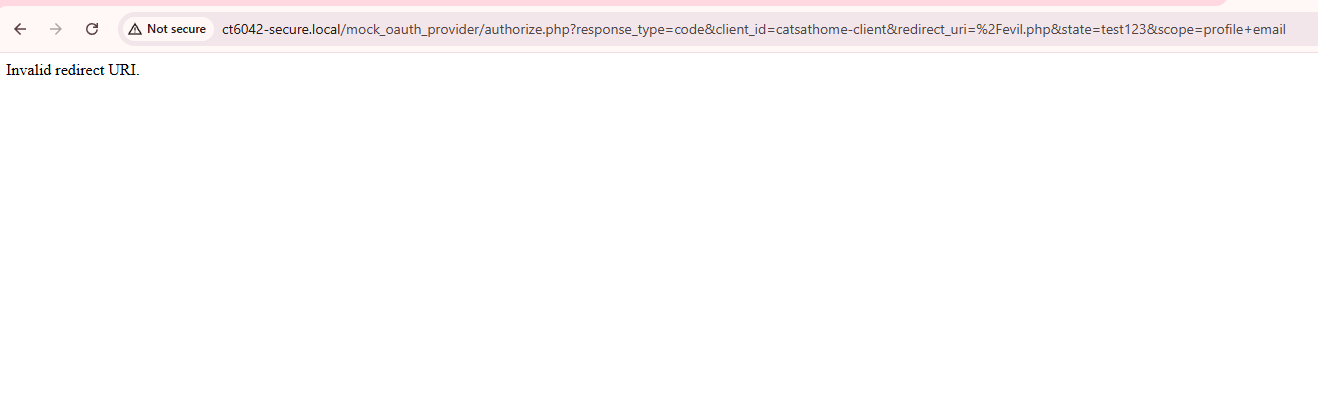 Not secure ct6042-secure.local/mock_oauth_provider/authorize.php?response_type=code&client_id=catsathome-client&redirect_uri=%2Fevil.php&state=test123&scope=profile+email
Invalid redirect URI.